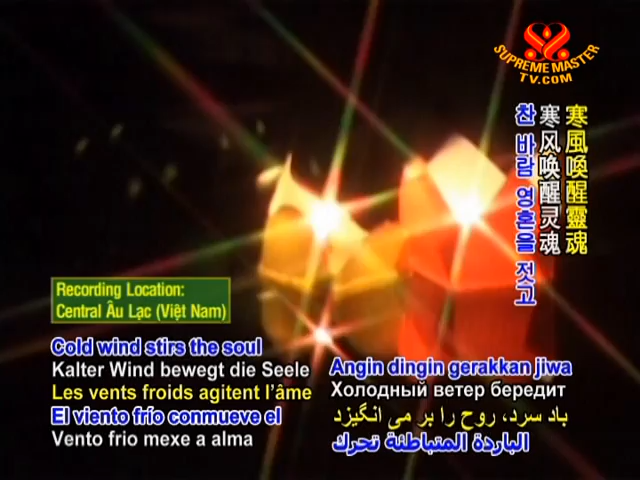 SUPREME MASTER
TV.COM
寒風喚醒靈魂
寒风唤醒灵魂
찬 바람 영혼을 젓고
Recording Location:
Central Âu Lạc (Việt Nam)
Cold wind stirs the soul
Kalter Wind bewegt die Seele
Les vents froids agitent l'âme
El viento frío conmueve el
Vento frio mexe a alma
Angin dingin gerakkan jiwa
Холодный ветер бередит
باد سرد، روح را بر می انگیزد
الباردة المتباطئة تحرك